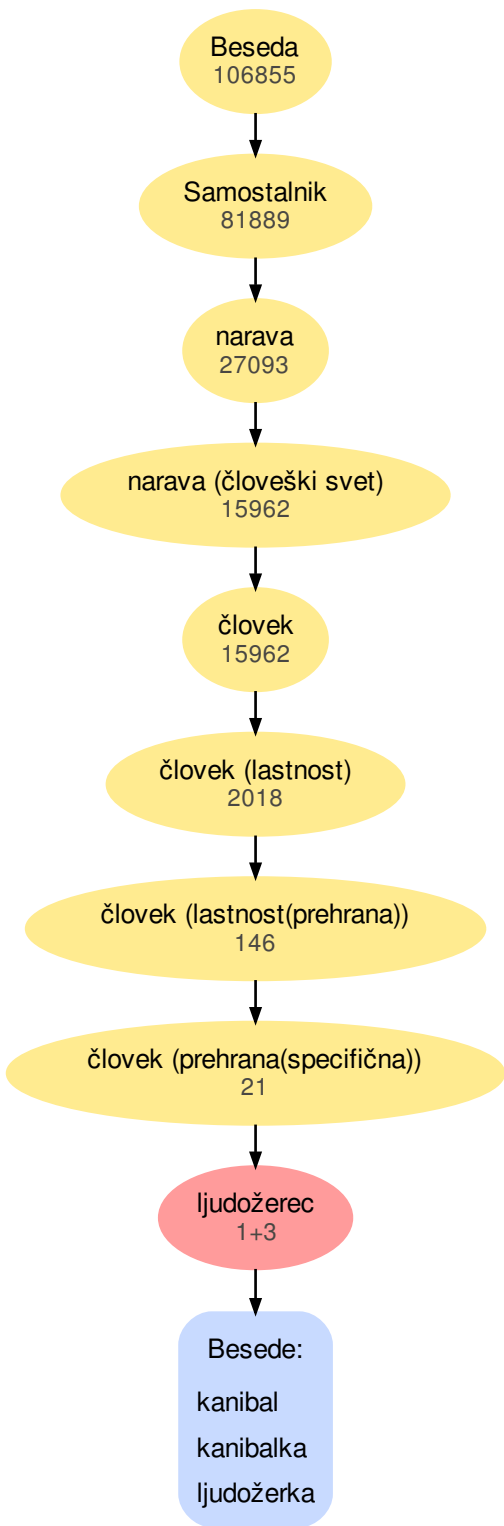 Beseda
106855
Samostalnik
81889
narava
27093
narava (človeški svet)
15962
človek
15962
človek (lastnost)
2018
človek (lastnost(prehrana))
146
človek (prehrana(specifična))
21
ljudožerec
1+3
Besede:
kanibal
kanibalka
ljudožerka